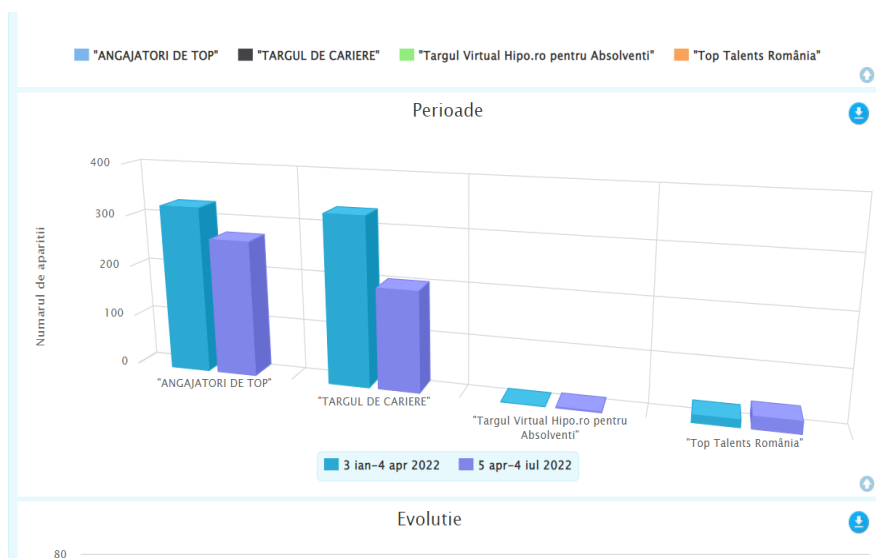 "ANGAJATORI DE TOP" "TARGUL DE CARIERE" "Targul Virtual Hipo.ro pentru Absolventi" "Top Talents România"
Perioade
400
300
200
100
0
Numarul de aparitii
"ANGAJATORI DE TOP"
"TARGUL DE CARIERE"
"Targul Virtual Hipo.ro pentru
Absolventi"
"Top Talents România"
3 ian-4 apr 2022 5 apr-4 iul 2022
Evolutie
80